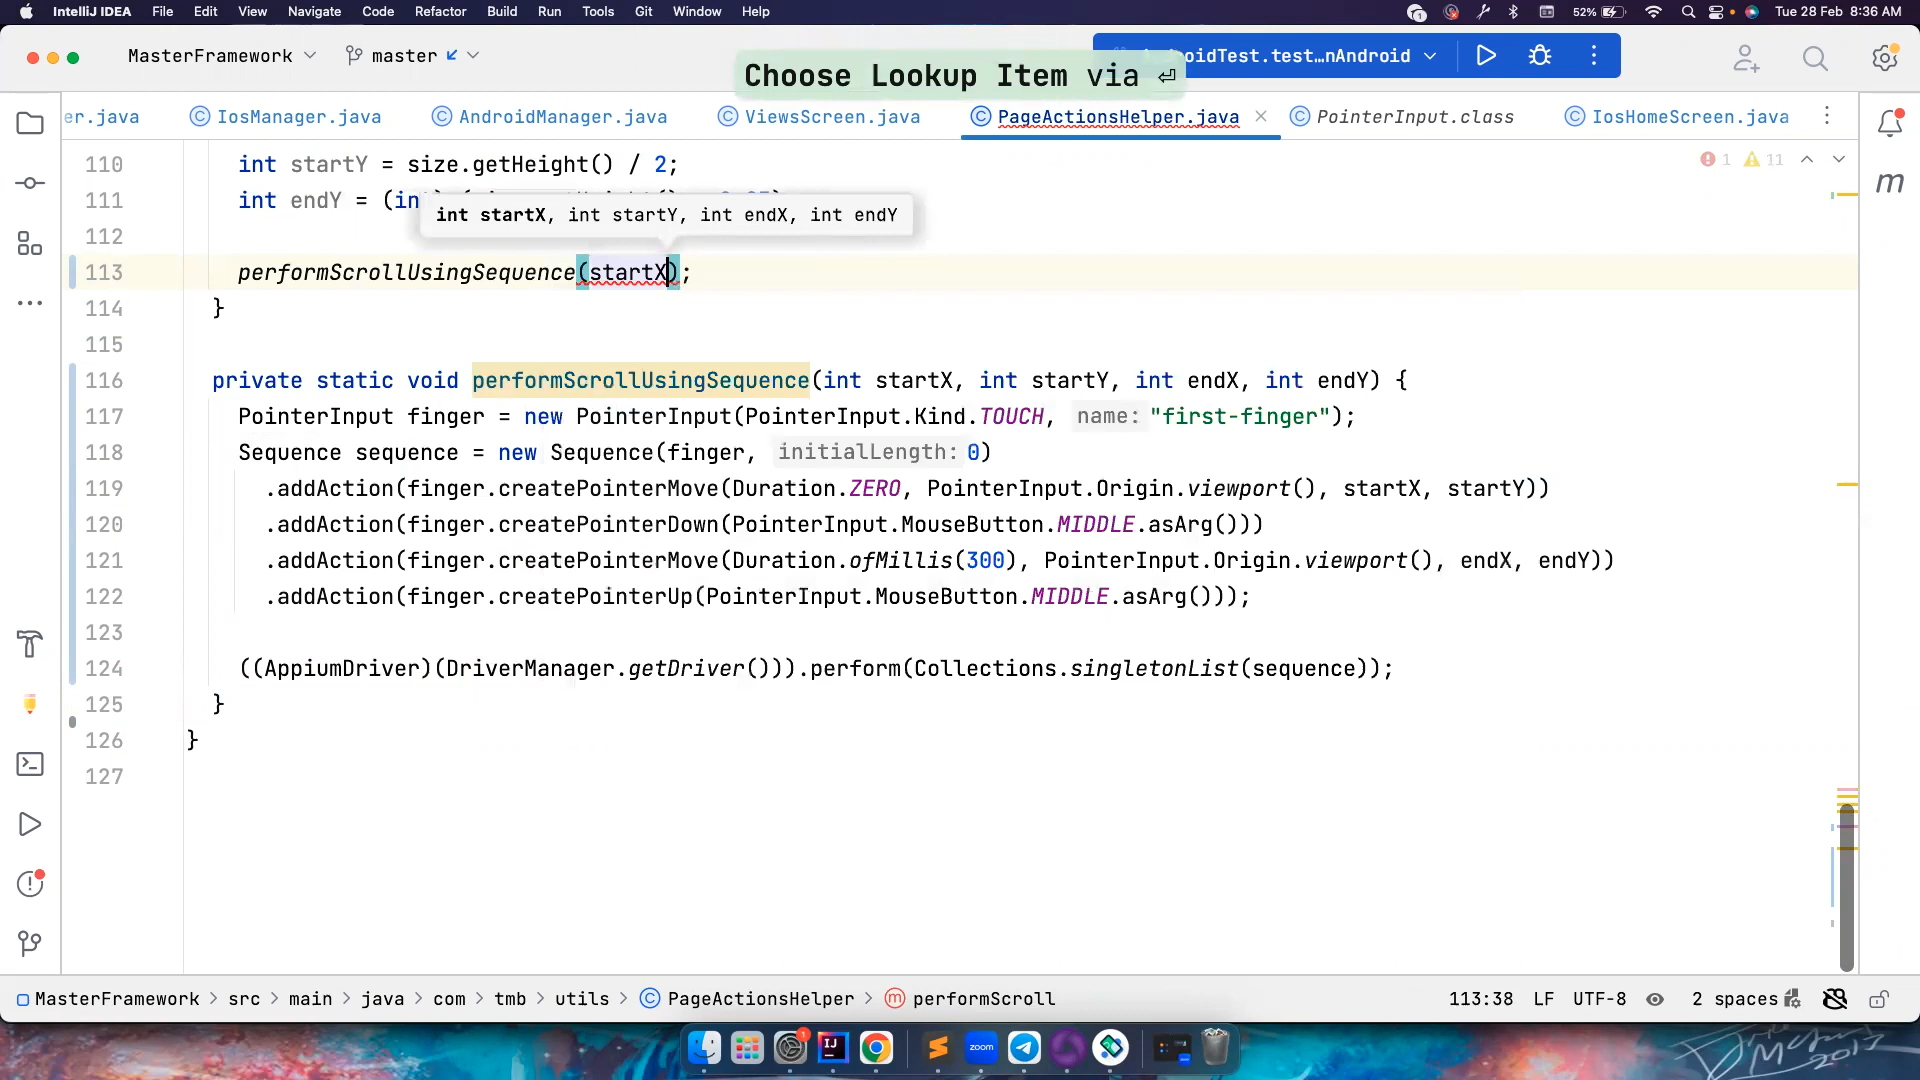 IntelliJ IDEA File Edit View Navigate Code Refactor Build Run Tools Git Window Help 52% Tue 28 Feb 8:36 AM
MasterFramework master oidTest.test…nAndroid
Choose Lookup Item via ⏎
er.java IosManager.java AndroidManager.java ViewsScreen.java PageActionsHelper.java PointerInput.class IosHomeScreen.java
110 int startY = size.getHeight() / 2; 1 11
111 int endY = (int
int startX, int startY, int endX, int endY
112
113 performScrollUsingSequence(startX);
114 }
115
116 private static void performScrollUsingSequence(int startX, int startY, int endX, int endY) {
117 PointerInput finger = new PointerInput(PointerInput.Kind.TOUCH, name: "first-finger");
118 Sequence sequence = new Sequence(finger, initialLength: 0)
119 .addAction(finger.createPointerMove(Duration.ZERO, PointerInput.Origin.viewport(), startX, startY))
120 .addAction(finger.createPointerDown(PointerInput.MouseButton.MIDDLE.asArg()))
121 .addAction(finger.createPointerMove(Duration.ofMillis(300), PointerInput.Origin.viewport(), endX, endY))
122 .addAction(finger.createPointerUp(PointerInput.MouseButton.MIDDLE.asArg()));
123
124 ((AppiumDriver)(DriverManager.getDriver())).perform(Collections.singletonList(sequence));
125 }
126 }
127
MasterFramework > src > main > java > com > tmb > utils > PageActionsHelper > performScroll 113:38 LF UTF-8 2 spaces
zoom